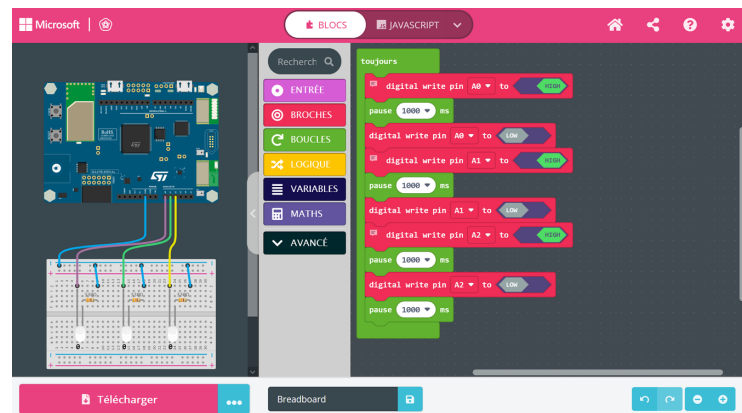 Microsoft
BLOCS
JAVASCRIPT
Recherch
ENTRÉE
BROCHES
BOUCLES
LOGIQUE
VARIABLES
MATHS
AVANCÉ
toujours
digital write pin A0 to HIGH
pause 1000 ms
digital write pin A0 to LOW
digital write pin A1 to HIGH
pause 1000 ms
digital write pin A1 to LOW
digital write pin A2 to HIGH
pause 1000 ms
digital write pin A2 to LOW
pause 1000 ms
0 0 0
Télécharger
Breadboard